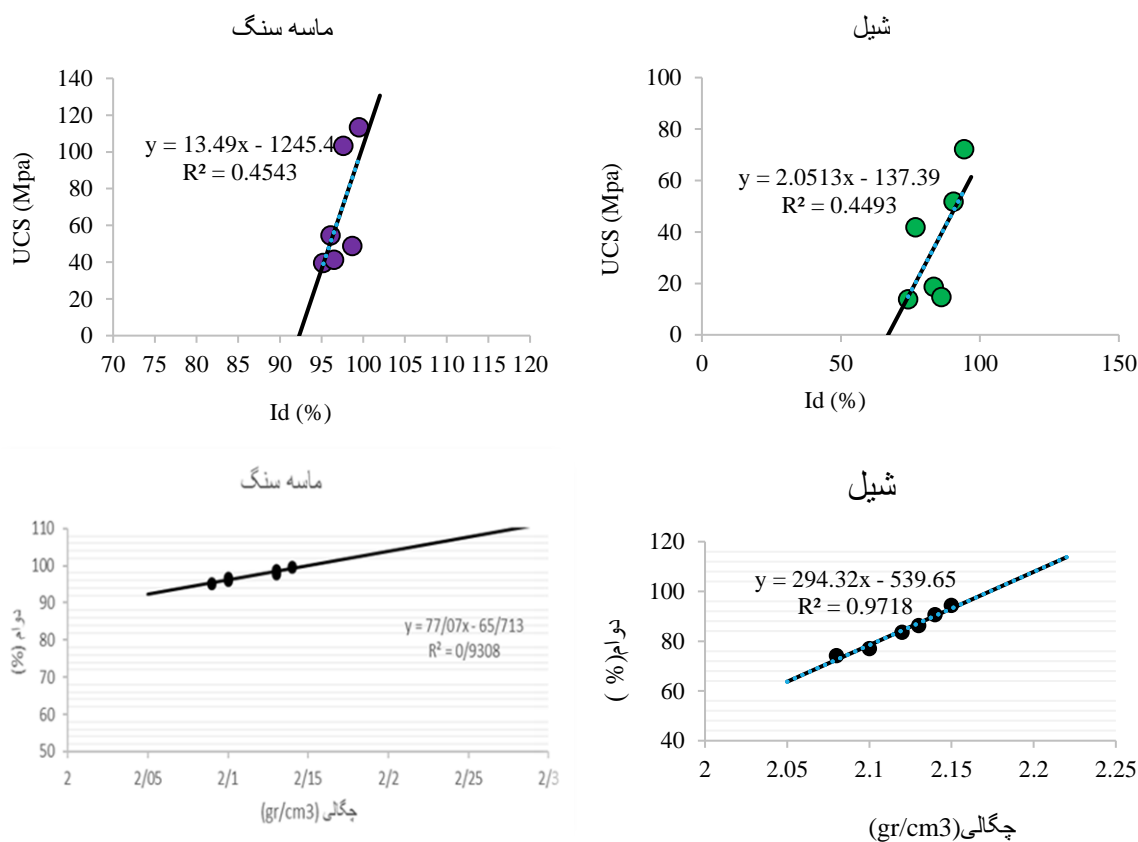 ماسه سنگ
140
120
100
80
60
40
20
0
UCS (Mpa)
y = 13.49x - 1245.4
R² = 0.4543
70 75 80 85 90 95 100 105 110 115 120
Id (%)
شیل
100
80
60
40
20
0
UCS (Mpa)
y = 2.0513x - 137.39
R² = 0.4493
0 50 100 150
Id (%)
ماسه سنگ
110
100
90
80
70
60
50
دوام (%)
y = 77/07x - 65/713
R² = 0/9308
2 2/05 2/1 2/15 2/2 2/25 2/3
چگالی (gr/cm3)
شیل
120
100
80
60
40
دوام(% )
y = 294.32x - 539.65
R² = 0.9718
2 2.05 2.1 2.15 2.2 2.25
چگالی(gr/cm3)